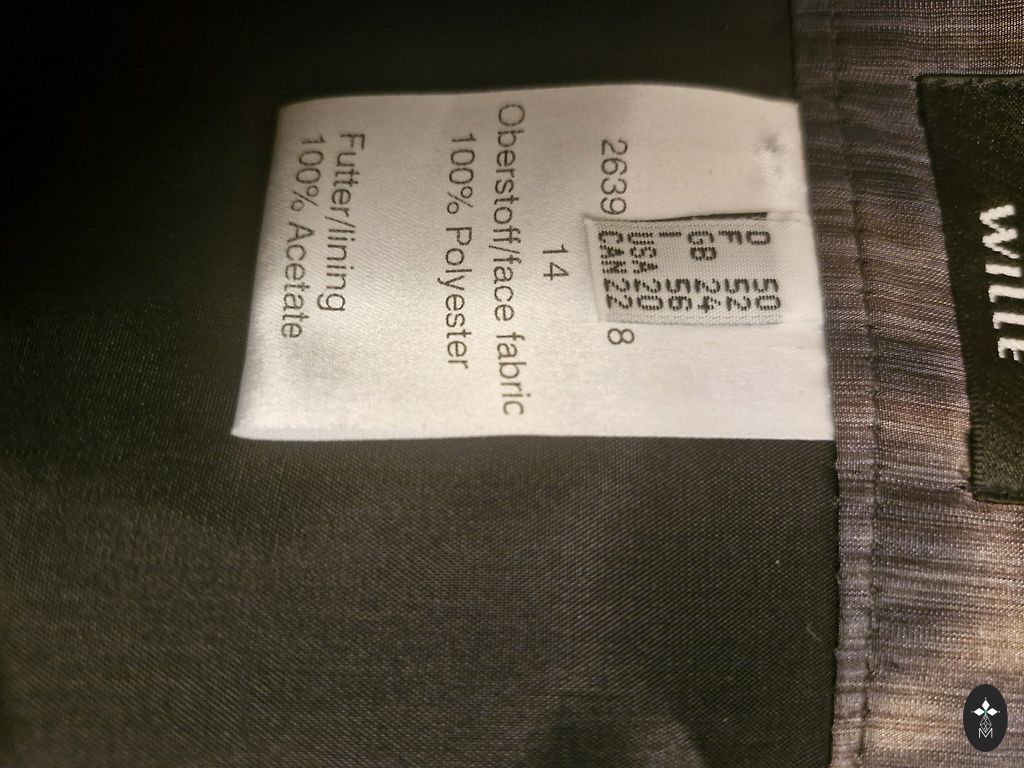 WILLE
D 50
F 52
GB 24
I 56
USA 20
CAN 22
2639 8
14
Oberstoff/face fabric
100% Polyester
Futter/lining
100% Acetate
M